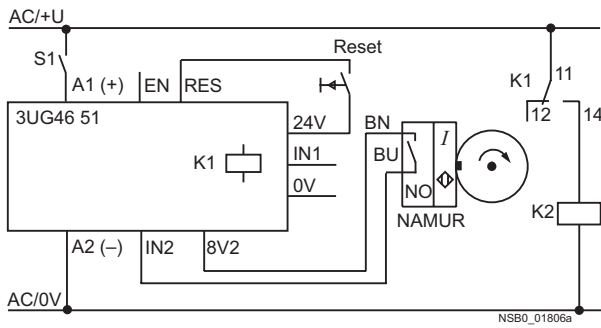 AC/+U
S1
A1 (+)
EN
RES
Reset
K1
11
12
14
3UG46 51
24V
BN
I
K1
IN1
BU
0V
NO
NAMUR
K2
A2 (–)
IN2
8V2
AC/0V
NSB0_01806a